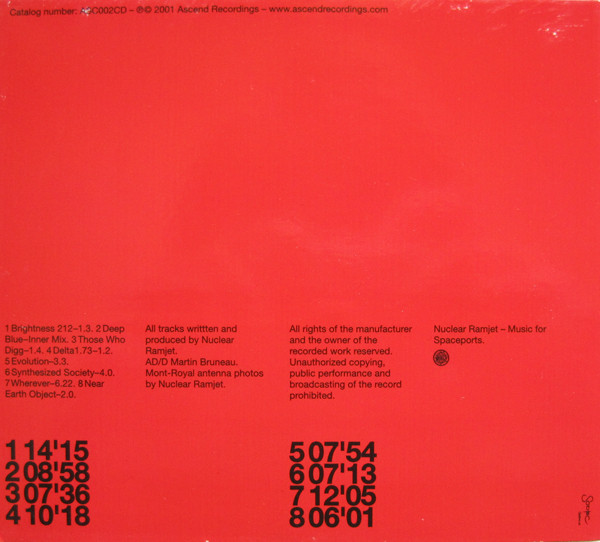 Catalog number: ASC002CD – ℗© 2001 Ascend Recordings – www.ascendrecordings.com
1 Brightness 212–1.3. 2 Deep
Blue–Inner Mix. 3 Those Who
Digg–1.4. 4 Delta1.73–1.2.
5 Evolution–3.3.
6 Synthesized Society–4.0.
7 Wherever–6.22. 8 Near
Earth Object–2.0.
All tracks writtten and
produced by Nuclear
Ramjet.
AD/D Martin Bruneau.
Mont-Royal antenna photos
by Nuclear Ramjet.
All rights of the manufacturer
and the owner of the
recorded work reserved.
Unauthorized copying,
public performance and
broadcasting of the record
prohibited.
Nuclear Ramjet – Music for
Spaceports.
1 14'15
2 08'58
3 07'36
4 10'18
5 07'54
6 07'13
7 12'05
8 06'01